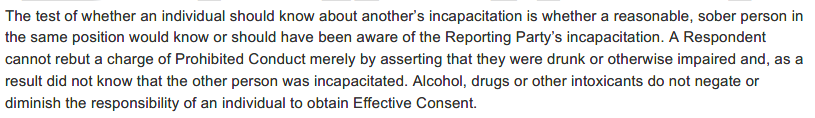 The test of whether an individual should know about another’s incapacitation is whether a reasonable, sober person in
the same position would know or should have been aware of the Reporting Party’s incapacitation. A Respondent
cannot rebut a charge of Prohibited Conduct merely by asserting that they were drunk or otherwise impaired and, as a
result did not know that the other person was incapacitated. Alcohol, drugs or other intoxicants do not negate or
diminish the responsibility of an individual to obtain Effective Consent.